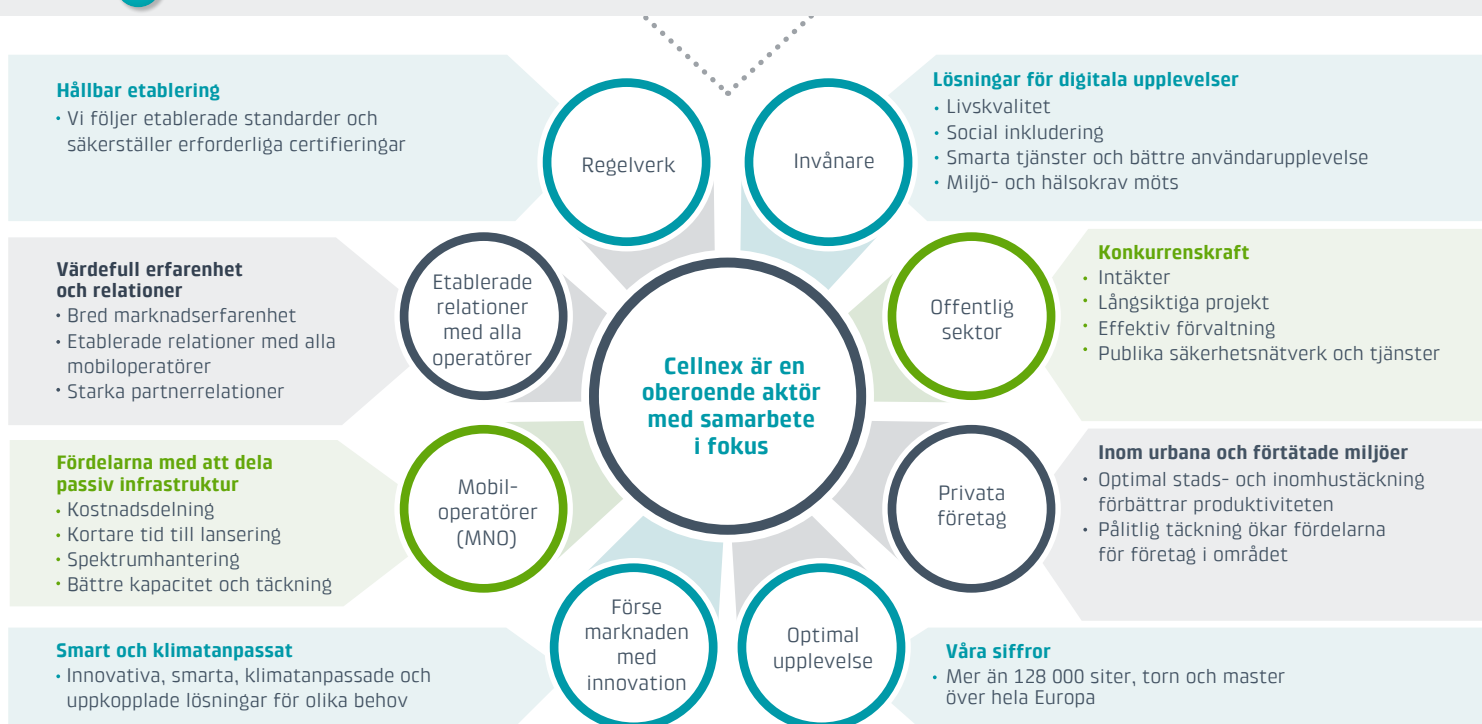 Hållbar etablering
• Vi följer etablerade standarder och
säkerställer erforderliga certifieringar
Regelverk
Invånare
Lösningar för digitala upplevelser
• Livskvalitet
• Social inkludering
• Smarta tjänster och bättre användarupplevelse
• Miljö- och hälsokrav möts
Värdefull erfarenhet
och relationer
• Bred marknadserfarenhet
• Etablerade relationer med alla
mobiloperatörer
• Starka partnerrelationer
Etablerade
relationer
med alla
operatörer
Offentlig
sektor
Konkurrenskraft
• Intäkter
• Långsiktiga projekt
• Effektiv förvaltning
• Publika säkerhetsnätverk och tjänster
Cellnex är en
oberoende aktör
med samarbete
i fokus
Fördelarna med att dela
passiv infrastruktur
• Kostnadsdelning
• Kortare tid till lansering
• Spektrumhantering
• Bättre kapacitet och täckning
Mobil-
operatörer
(MNO)
Privata
företag
Inom urbana och förtätade miljöer
• Optimal stads- och inomhustäckning
förbättrar produktiviteten
• Pålitlig täckning ökar fördelarna
för företag i området
Smart och klimatanpassat
• Innovativa, smarta, klimatanpassade och
uppkopplade lösningar för olika behov
Förse
marknaden
med
innovation
Optimal
upplevelse
Våra siffror
• Mer än 128 000 siter, torn och master
över hela Europa